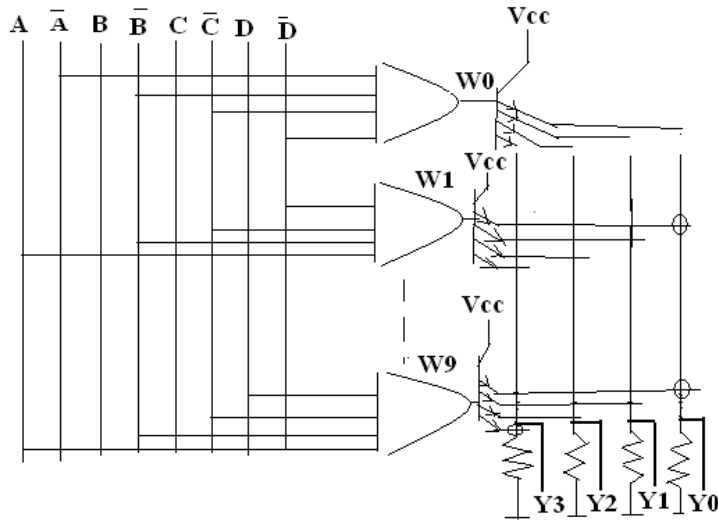 A A̅ B B̅ C C̅ D D̅
Vcc
W0
Vcc
W1
Vcc
W9
Y3 Y2 Y1 Y0